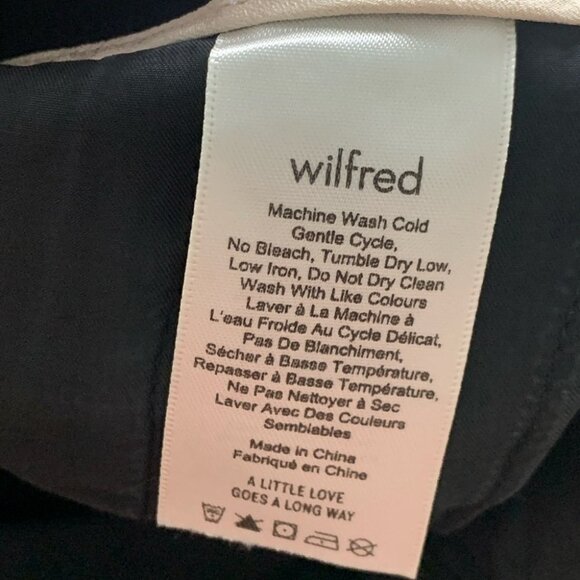 wilfred
Machine Wash Cold
Gentle Cycle,
No Bleach, Tumble Dry Low,
Low Iron, Do Not Dry Clean
Wash With Like Colours
Laver à La Machine à
L'eau Froide Au Cycle Délicat,
Pas De Blanchiment,
Sécher à Basse Température,
Repasser à Basse Température,
Ne Pas Nettoyer à Sec
Laver Avec Des Couleurs
Semblables
Made in China
Fabriqué en Chine
A LITTLE LOVE
GOES A LONG WAY